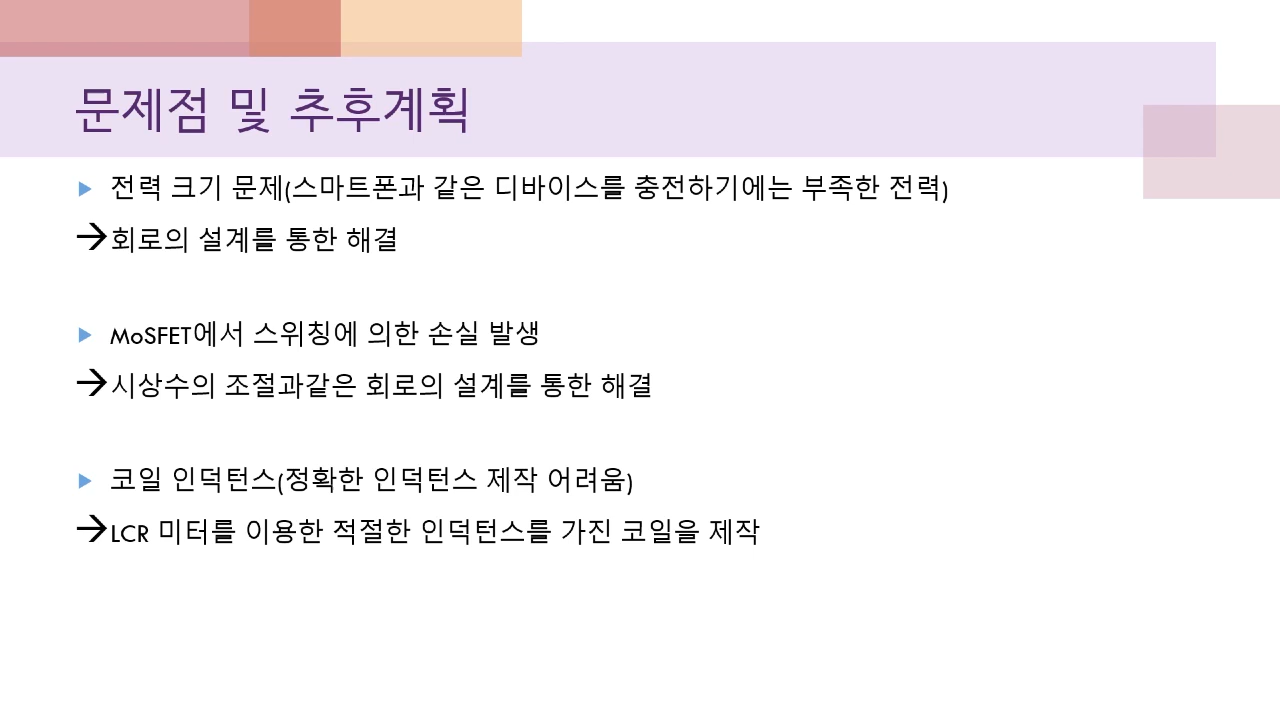 문제점 및 추후계획
▶ 전력 크기 문제(스마트폰과 같은 디바이스를 충전하기에는 부족한 전력)
→회로의 설계를 통한 해결
▶ MoSFET에서 스위칭에 의한 손실 발생
→시상수의 조절과같은 회로의 설계를 통한 해결
▶ 코일 인덕턴스(정확한 인덕턴스 제작 어려움)
→LCR 미터를 이용한 적절한 인덕턴스를 가진 코일을 제작